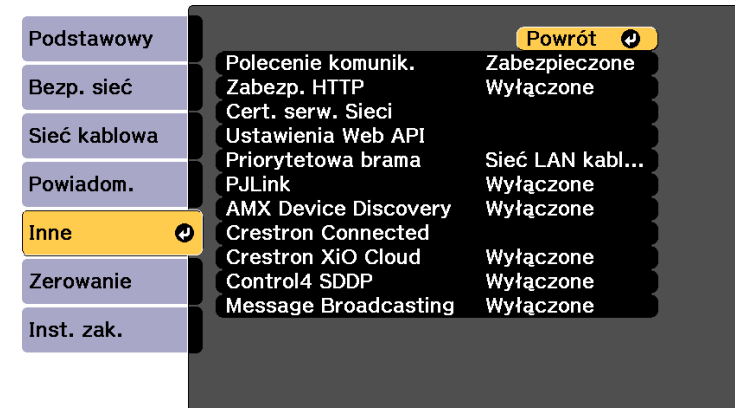 Podstawowy
Bezp. sieć
Sieć kablowa
Powiadom.
Inne
Zerowanie
Inst. zak.
Powrót
Polecenie komunik. Zabezpieczone
Zabezp. HTTP Wyłączone
Cert. serw. Sieci
Ustawienia Web API
Priorytetowa brama Sieć LAN kabl...
PJLink Wyłączone
AMX Device Discovery Wyłączone
Crestron Connected
Crestron XiO Cloud Wyłączone
Control4 SDDP Wyłączone
Message Broadcasting Wyłączone